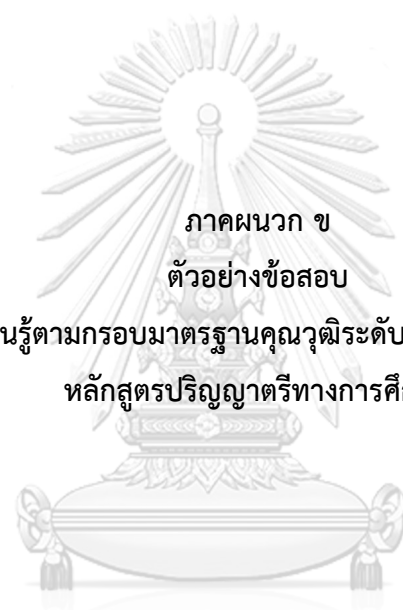 ภาคผนวก ข
ตัวอย่างข้อสอบ
นรู้ตามกรอบมาตรฐานคุณวุฒิระดับ
หลักสูตรปริญญาตรีทางการศึ